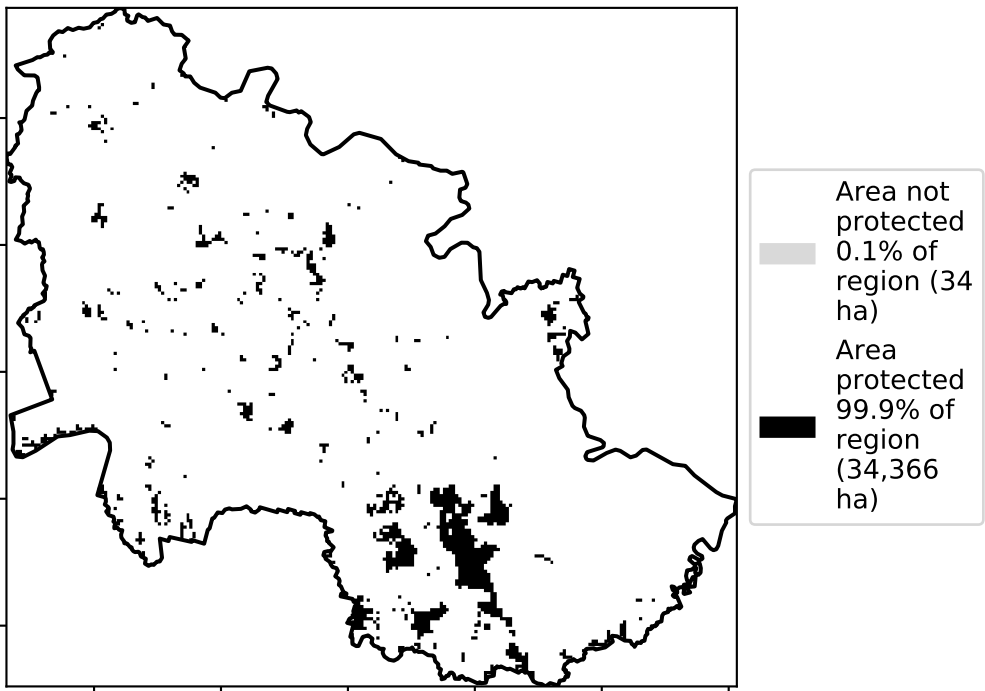 Area not
protected
0.1% of
region (34
ha)
Area
protected
99.9% of
region
(34,366
ha)